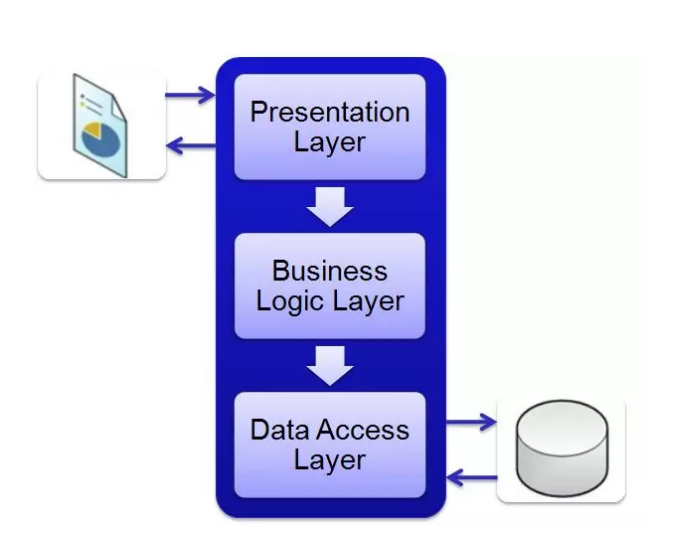 Presentation
Layer
Business
Logic Layer
Data Access
Layer